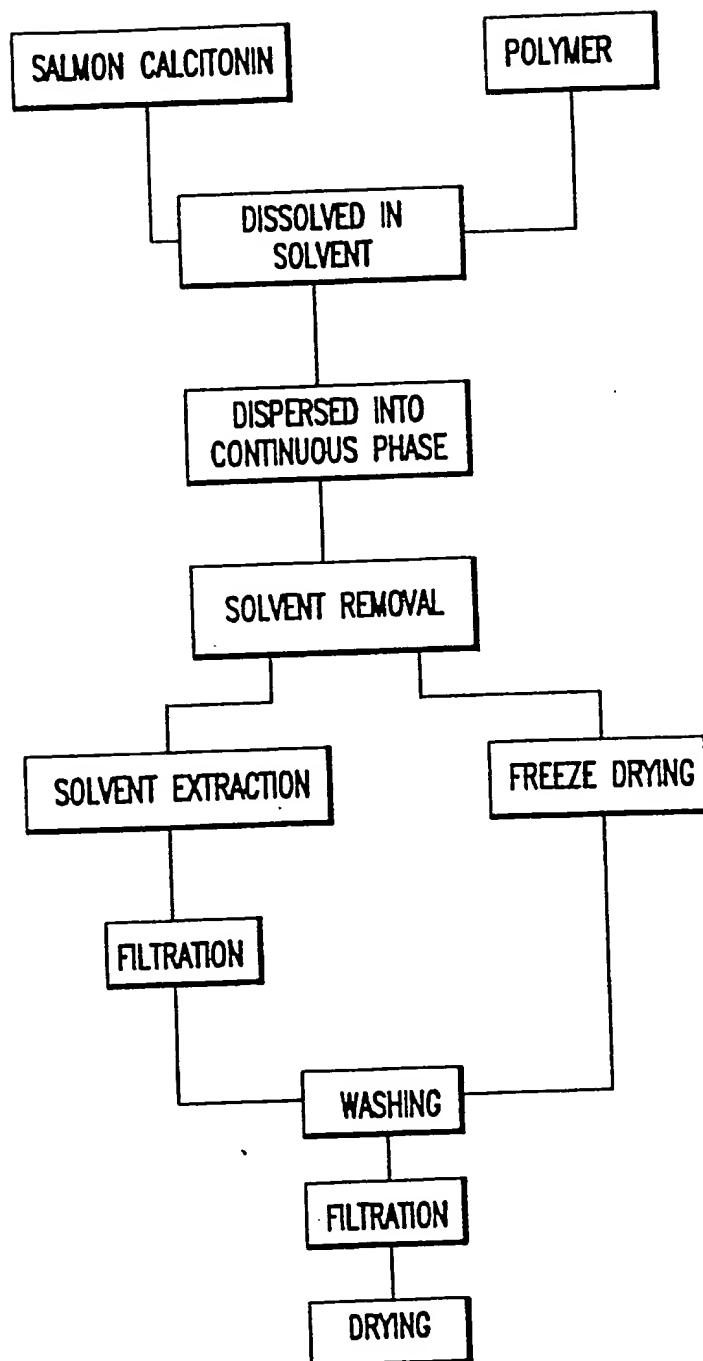 SALMON CALCITONIN
POLYMER
DISSOLVED IN
SOLVENT
DISPERSED INTO
CONTINUOUS PHASE
SOLVENT REMOVAL
SOLVENT EXTRACTION
FREEZE DRYING
FILTRATION
WASHING
FILTRATION
DRYING